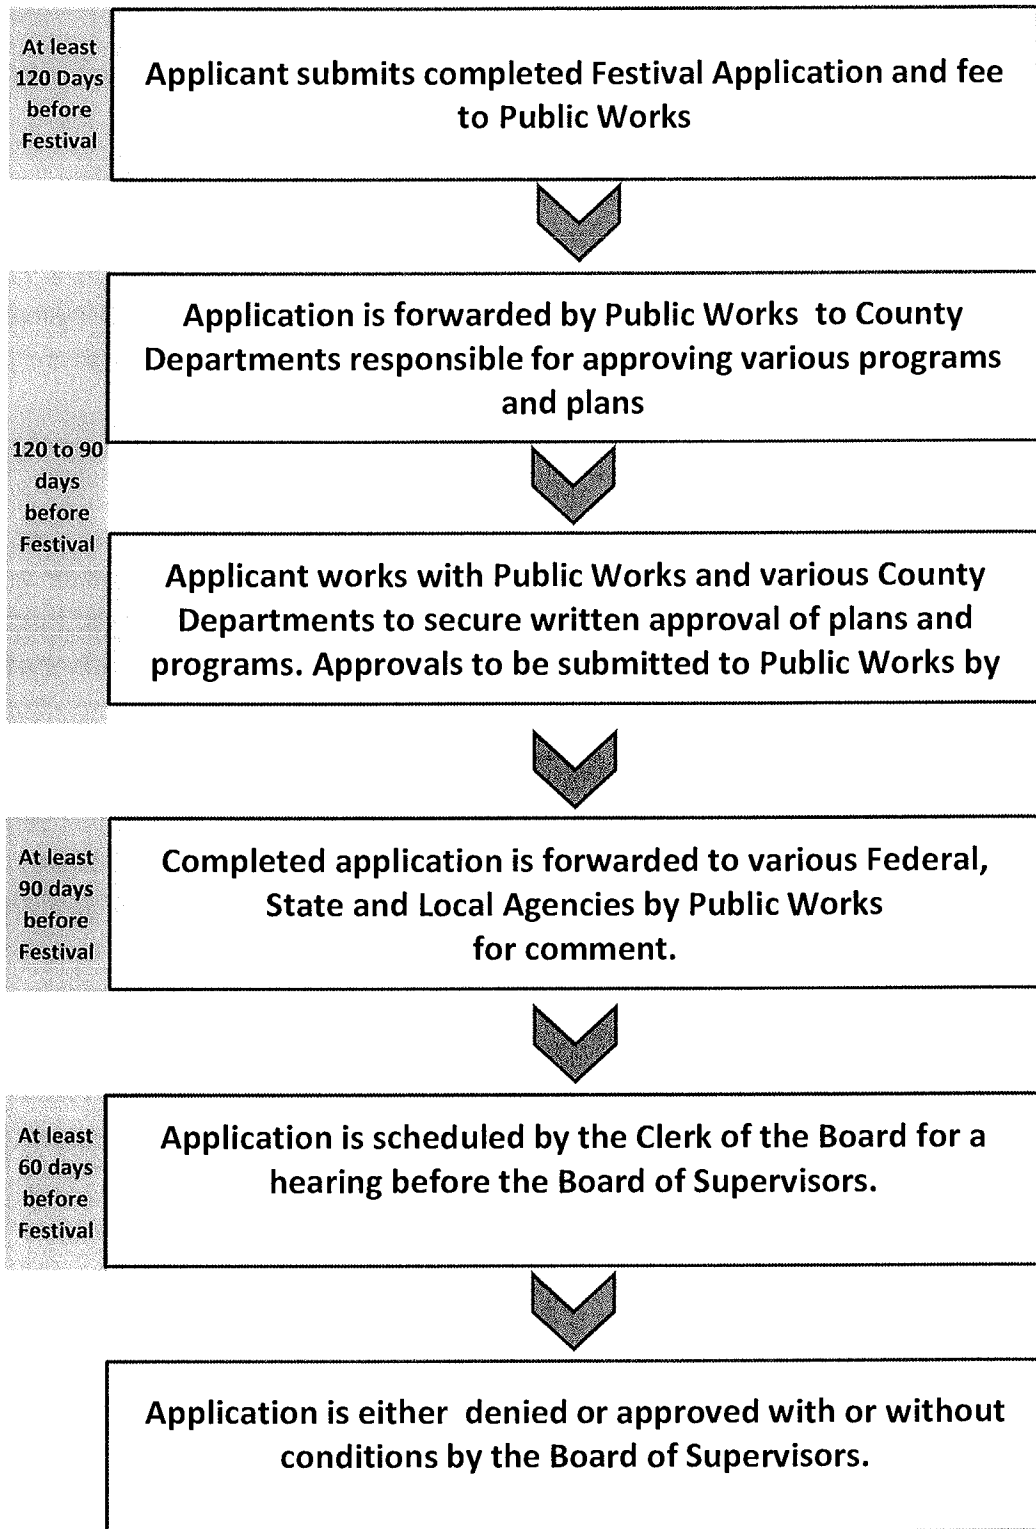 At least
120 Days
before
Festival
Applicant submits completed Festival Application and fee
to Public Works
Application is forwarded by Public Works to County
Departments responsible for approving various programs
and plans
120 to 90
days
before
Festival
Applicant works with Public Works and various County
Departments to secure written approval of plans and
programs. Approvals to be submitted to Public Works by
At least
90 days
before
Festival
Completed application is forwarded to various Federal,
State and Local Agencies by Public Works
for comment.
At least
60 days
before
Festival
Application is scheduled by the Clerk of the Board for a
hearing before the Board of Supervisors.
Application is either denied or approved with or without
conditions by the Board of Supervisors.